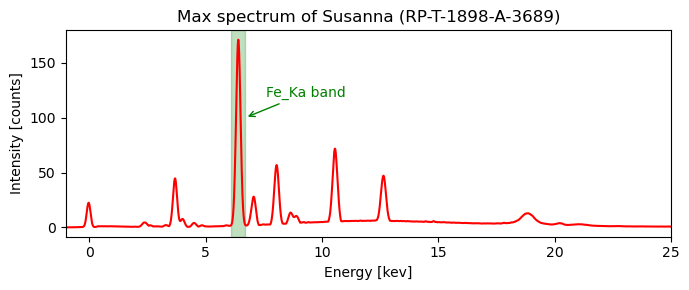 Max spectrum of Susanna (RP-T-1898-A-3689)
Intensity [counts]
150
100
50
0
Fe_Ka band
0 5 10 15 20 25
Energy [kev]